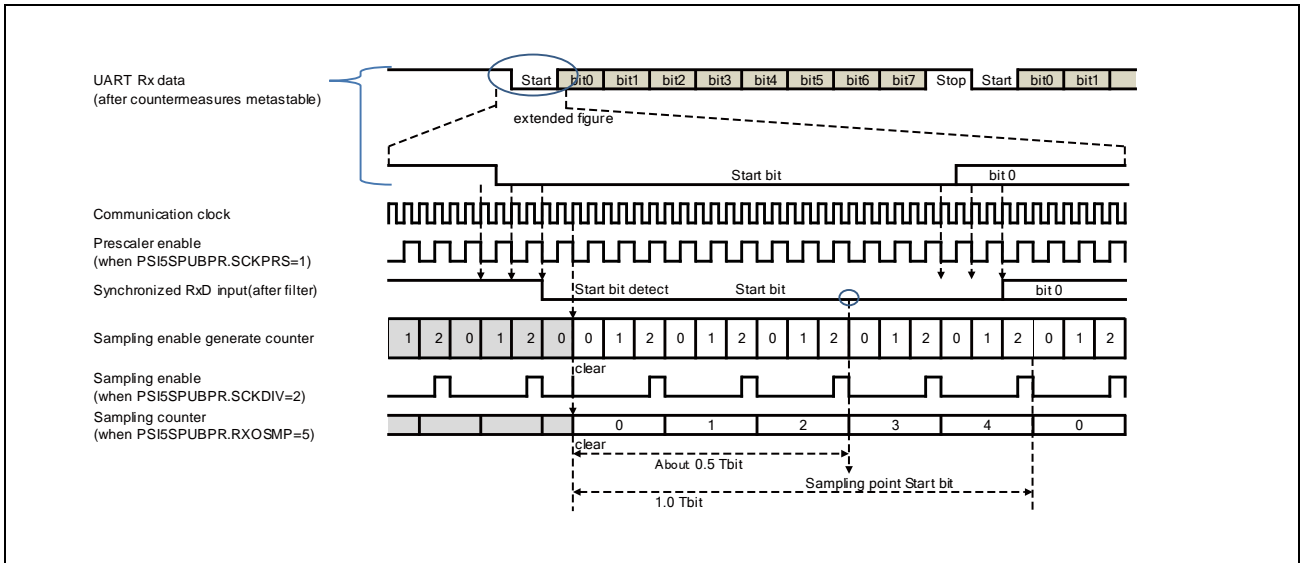 UART Rx data
(after countermeasures metastable)
Start bit0 bit1 bit2 bit3 bit4 bit5 bit6 bit7 Stop Start bit0 bit1
extended figure
Start bit bit 0
Communication clock
Prescaler enable
(when PSI5SPUBPR.SCKPRS=1)
Synchronized RxD input(after filter) Start bit detect Start bit bit 0
Sampling enable generate counter 1 2 0 1 2 0 0 1 2 0 1 2 0 1 2 0 1 2 0 1 2 0 1 2
clear
Sampling enable
(when PSI5SPUBPR.SCKDIV=2)
Sampling counter
(when PSI5SPUBPR.RXOSMP=5) 0 1 2 3 4 0
clear
About 0.5 Tbit
Sampling point Start bit
1.0 Tbit